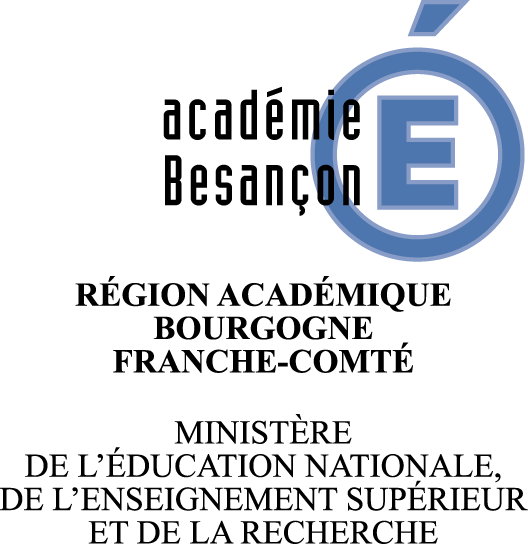 académie
Besançon
É
RÉGION ACADÉMIQUE
BOURGOGNE
FRANCHE-COMTÉ
MINISTÈRE
DE L’ÉDUCATION NATIONALE,
DE L’ENSEIGNEMENT SUPÉRIEUR
ET DE LA RECHERCHE